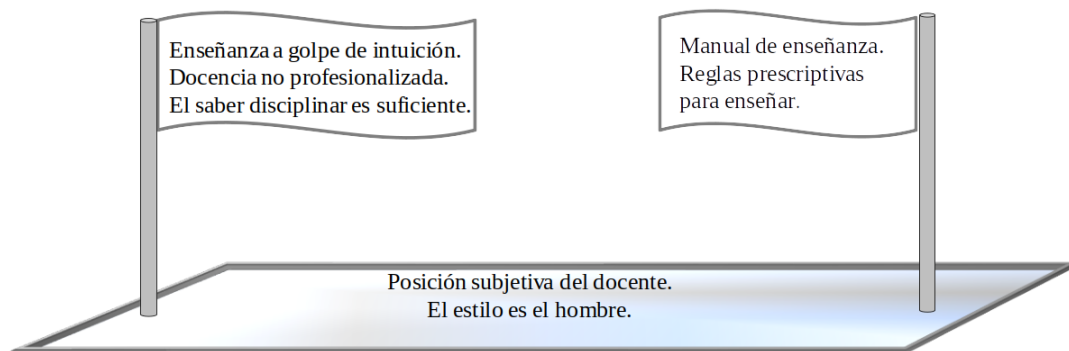 Enseñanza a golpe de intuición.
Docencia no profesionalizada.
El saber disciplinar es suficiente.
Manual de enseñanza.
Reglas prescriptivas
para enseñar.
Posición subjetiva del docente.
El estilo es el hombre.